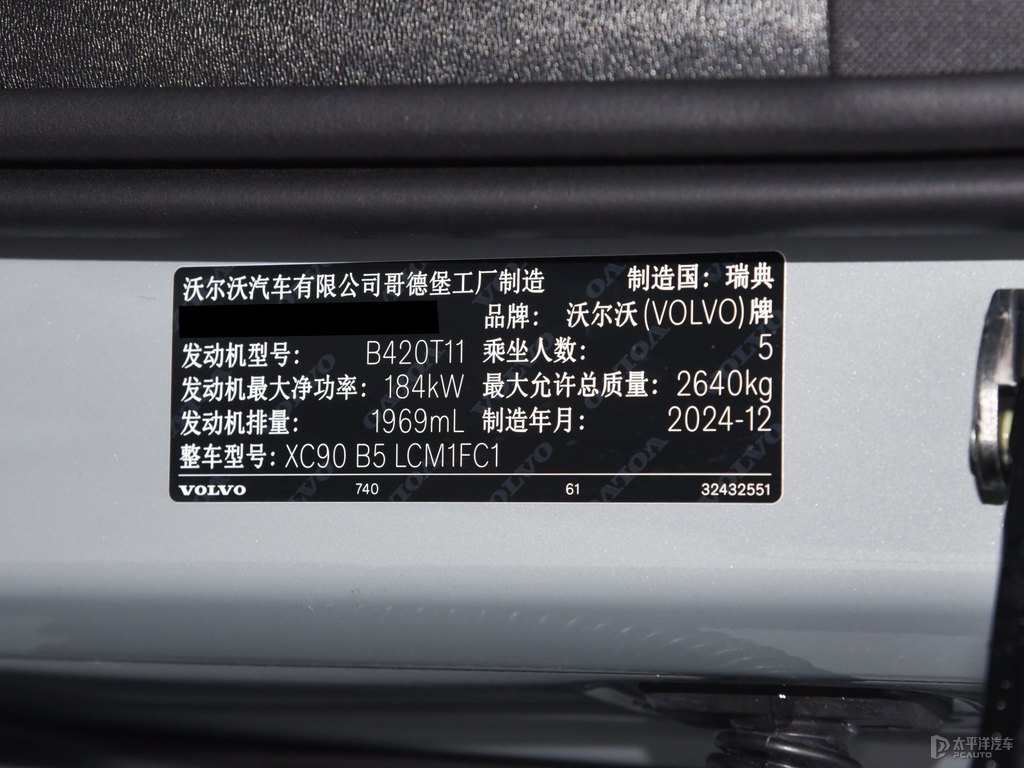 沃尔沃汽车有限公司哥德堡工厂制造 制造国：瑞典
品牌： 沃尔沃(VOLVO)牌
发动机型号： B420T11 乘坐人数： 5
发动机最大净功率： 184kW 最大允许总质量： 2640kg
发动机排量： 1969mL 制造年月： 2024-12
整车型号：XC90 B5 LCM1FC1
VOLVO 740 61 32432551
太平洋汽车
PCAUTO